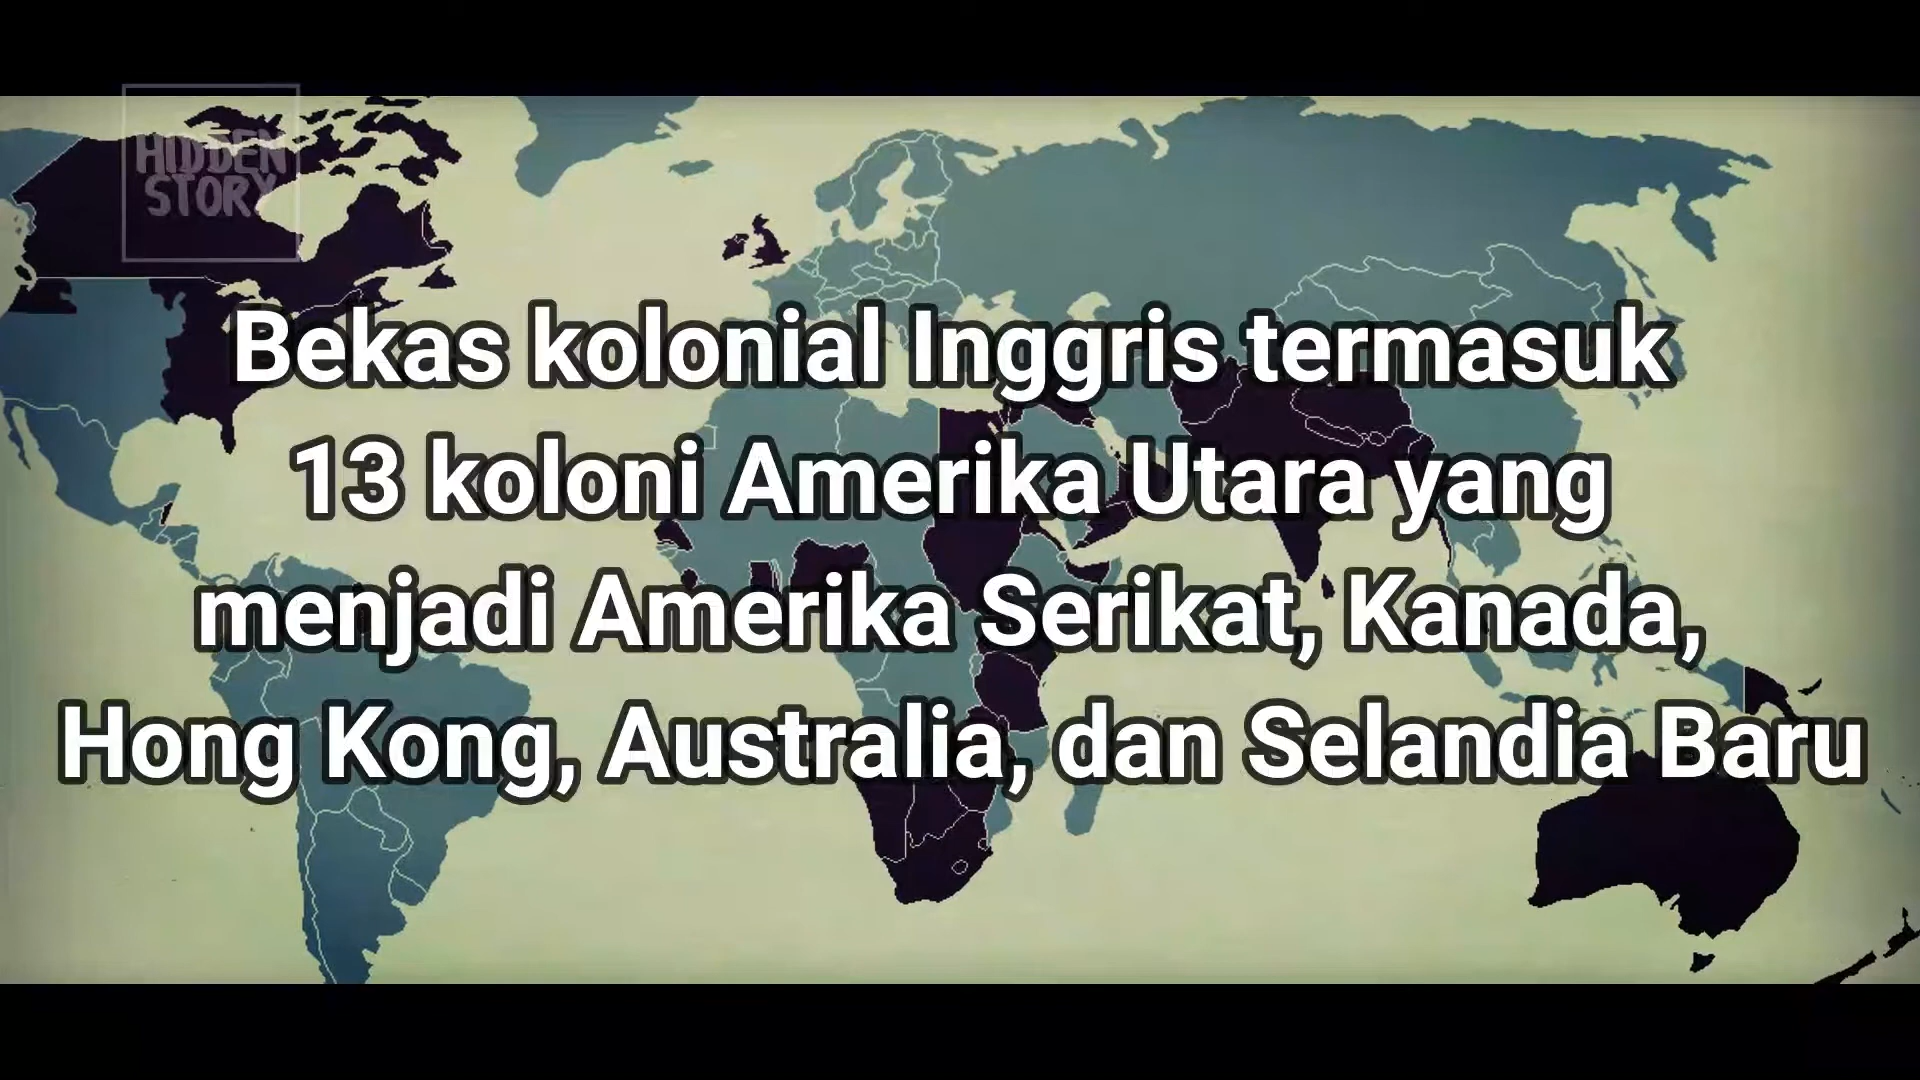 HIDDEN
STORY
Bekas kolonial Inggris termasuk
13 koloni Amerika Utara yang
menjadi Amerika Serikat, Kanada,
Hong Kong, Australia, dan Selandia Baru